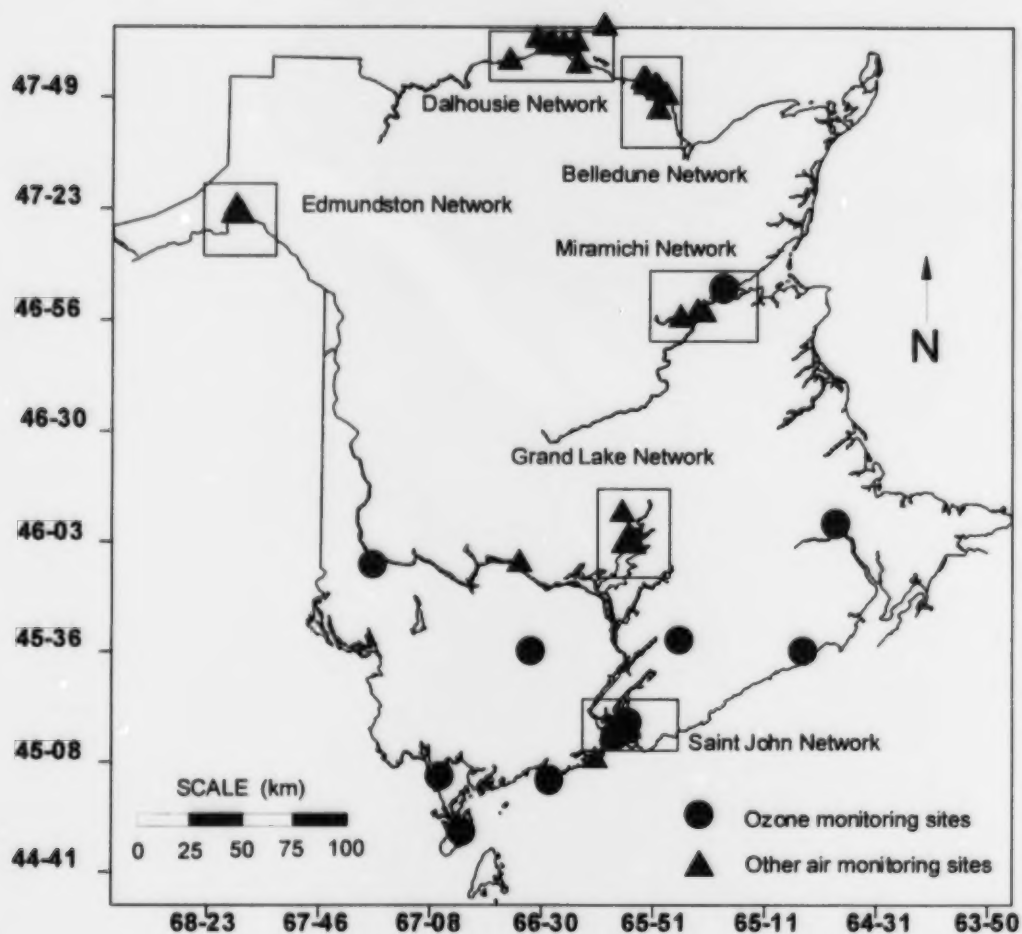 47-49
Dalhousie Network
Belledune Network
47-23
Edmundston Network
Miramichi Network
46-56
N
46-30
Grand Lake Network
46-03
45-36
45-08
Saint John Network
SCALE (km)
0 25 50 75 100
Ozone monitoring sites
Other air monitoring sites
44-41
68-23 67-46 67-08 66-30 65-51 65-11 64-31 63-50